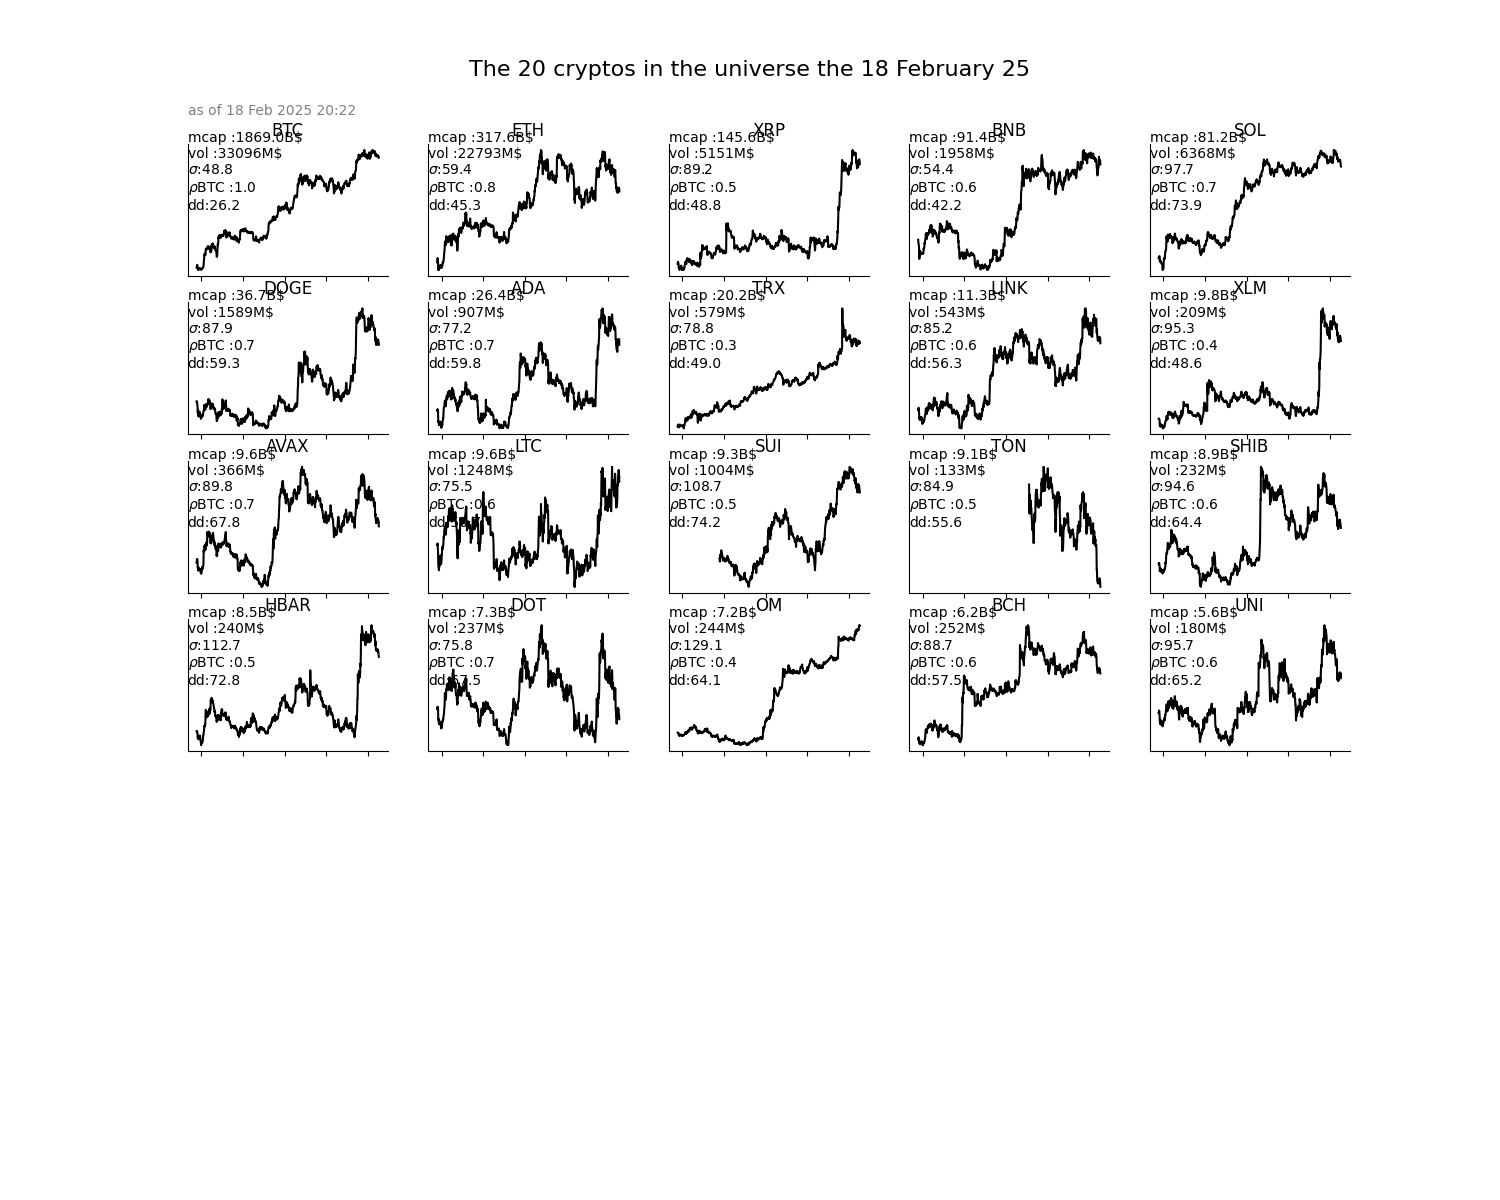 The 20 cryptos in the universe the 18 February 25
as of 18 Feb 2025 20:22
BTC
mcap :1869.0B$
vol :33096M$
σ:48.8
ρBTC :1.0
dd:26.2
ETH
mcap :317.6B$
vol :22793M$
σ:59.4
ρBTC :0.8
dd:45.3
XRP
mcap :145.6B$
vol :5151M$
σ:89.2
ρBTC :0.5
dd:48.8
BNB
mcap :91.4B$
vol :1958M$
σ:54.4
ρBTC :0.6
dd:42.2
SOL
mcap :81.2B$
vol :6368M$
σ:97.7
ρBTC :0.7
dd:73.9
DOGE
mcap :36.7B$
vol :1589M$
σ:87.9
ρBTC :0.7
dd:59.3
ADA
mcap :26.4B$
vol :907M$
σ:77.2
ρBTC :0.7
dd:59.8
TRX
mcap :20.2B$
vol :579M$
σ:78.8
ρBTC :0.3
dd:49.0
LINK
mcap :11.3B$
vol :543M$
σ:85.2
ρBTC :0.6
dd:56.3
XLM
mcap :9.8B$
vol :209M$
σ:95.3
ρBTC :0.4
dd:48.6
AVAX
mcap :9.6B$
vol :366M$
σ:89.8
ρBTC :0.7
dd:67.8
LTC
mcap :9.6B$
vol :1248M$
σ:75.5
ρBTC :0.6
SUI
mcap :9.3B$
vol :1004M$
σ:108.7
ρBTC :0.5
dd:74.2
TON
mcap :9.1B$
vol :133M$
σ:84.9
ρBTC :0.5
dd:55.6
SHIB
mcap :8.9B$
vol :232M$
σ:94.6
ρBTC :0.6
dd:64.4
HBAR
mcap :8.5B$
vol :240M$
σ:112.7
ρBTC :0.5
dd:72.8
DOT
mcap :7.3B$
vol :237M$
σ:75.8
ρBTC :0.7
dd:67.5
OM
mcap :7.2B$
vol :244M$
σ:129.1
ρBTC :0.4
dd:64.1
BCH
mcap :6.2B$
vol :252M$
σ:88.7
ρBTC :0.6
dd:57.5
UNI
mcap :5.6B$
vol :180M$
σ:95.7
ρBTC :0.6
dd:65.2